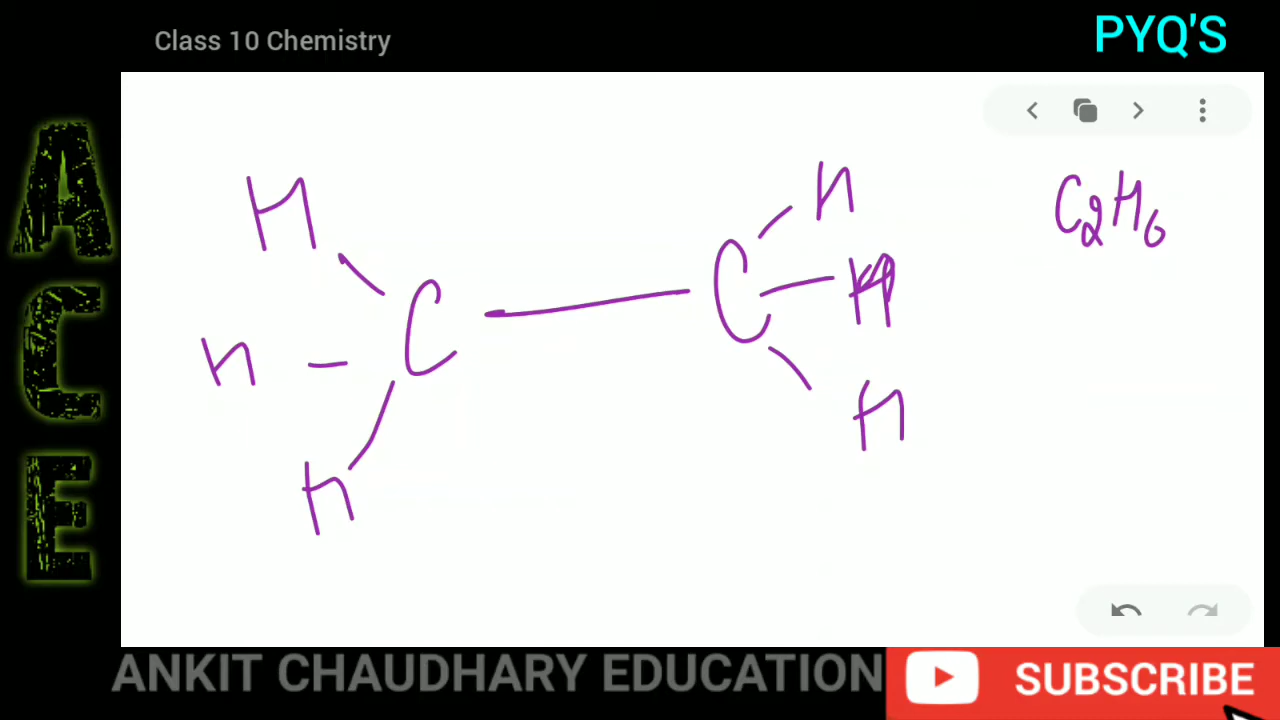 Class 10 Chemistry
PYQ'S
ACE
H
H
C2H6
C
C
H
H
H
H
ANKIT CHAUDHARY EDUCATION
SUBSCRIBE